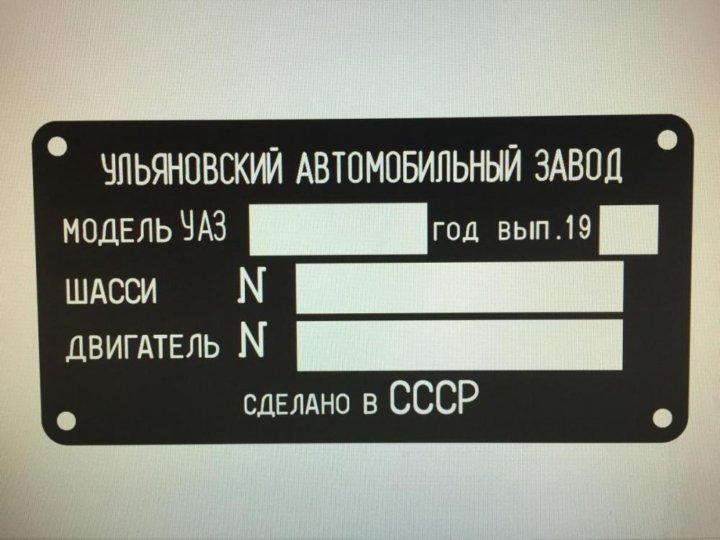 УЛЬЯНОВСКИЙ АВТОМОБИЛЬНЫЙ ЗАВОД
МОДЕЛЬ УАЗ год вып.19
ШАССИ N
ДВИГАТЕЛЬ N
СДЕЛАНО В СССР